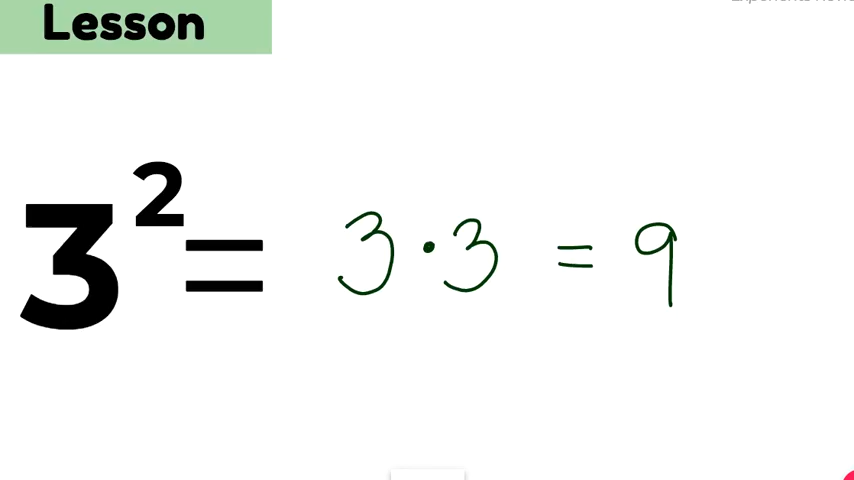 Lesson
3² = 3 · 3 = 9